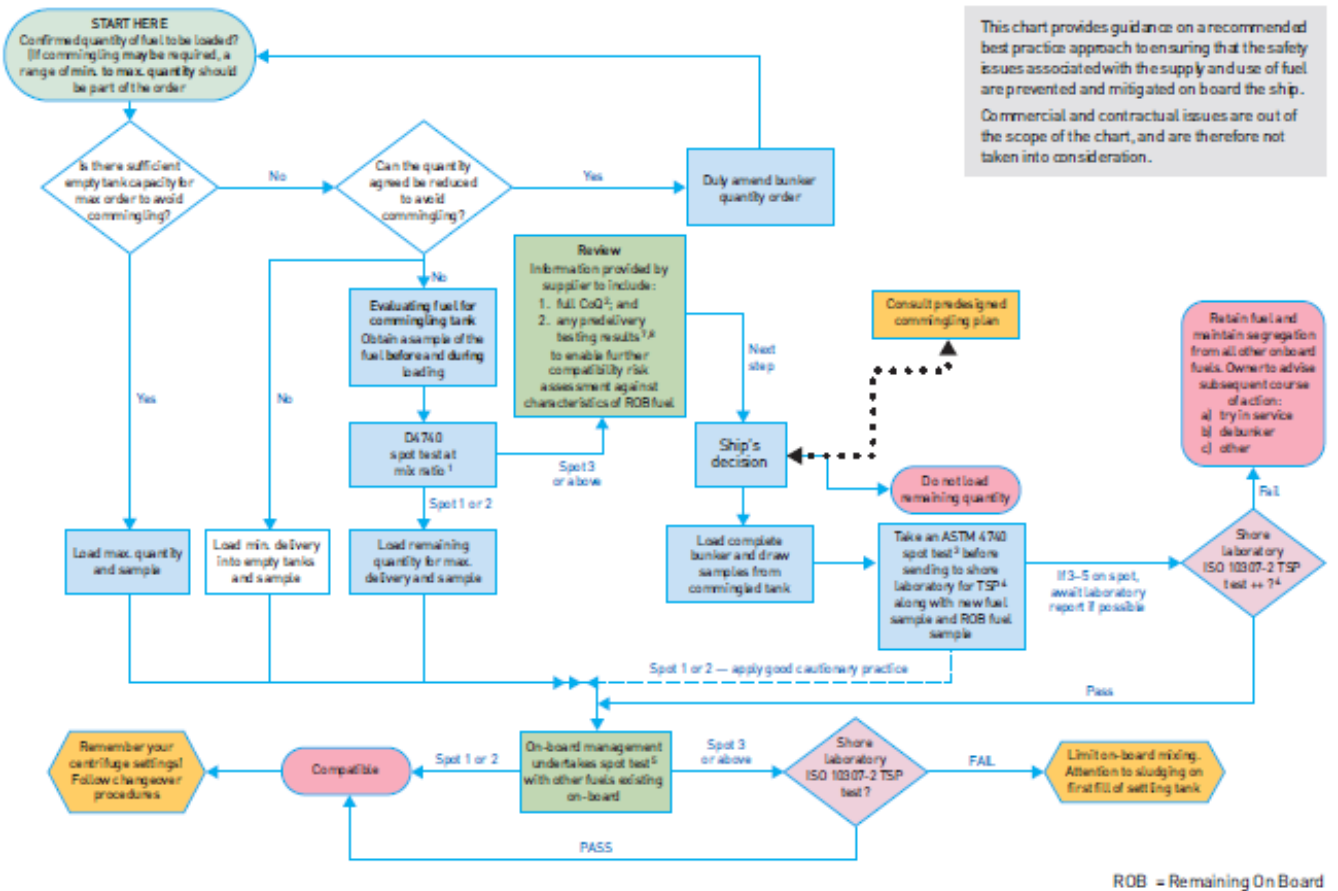 START HERE
Confirmed quantity of fuel to be loaded?
(If commingling may be required, a
range of min. to max. quantity should
be part of the order
This chart provides guidance on a recommended
best practice approach to ensuring that the safety
issues associated with the supply and use of fuel
are prevented and mitigated on board the ship.
Commercial and contractual issues are out of
the scope of the chart, and are therefore not
taken into consideration.
Is there sufficient
empty tank capacity for
max order to avoid
commingling?
No
Can the quantity
agreed be reduced
to avoid
commingling?
Yes
Duly amend bunker
quantity order
No
Evaluating fuel for
commingling tank
Obtain a sample of the
fuel before and during
loading
Review
Information provided by
supplier to include:
1. full CoQ²; and
2. any predelivery
testing results⁷,⁸
to enable further
compatibility risk
assessment against
characteristics of ROB fuel
Next
step
Consult predesigned
commingling plan
Retain fuel and
maintain segregation
from all other onboard
fuels. Owner to advise
subsequent course
of action:
a) try in service
b) debunker
c) other
Yes
No
D4740
spot test at
mix ratio ¹
Spot 3
or above
Ship's
decision
Do not load
remaining quantity
Fail
Spot 1 or 2
Load max. quantity
and sample
Load min. delivery
into empty tanks
and sample
Load remaining
quantity for max.
delivery and sample
Load complete
bunker and draw
samples from
commingled tank
Take an ASTM 4740
spot test³ before
sending to shore
laboratory for TSP⁴
along with new fuel
sample and ROB fuel
sample
If 3–5 on spot,
await laboratory
report if possible
Shore
laboratory
ISO 10307-2 TSP
test ↔ ?⁴
Spot 1 or 2 — apply good cautionary practice
Pass
Remember your
centrifuge settings!
Follow changeover
procedures
Compatible
Spot 1 or 2
On-board management
undertakes spot test⁵
with other fuels existing
on-board
Spot 3
or above
Shore
laboratory
ISO 10307-2 TSP
test?
FAIL
Limit on-board mixing.
Attention to sludging on
first fill of settling tank
PASS
ROB = Remaining On Board